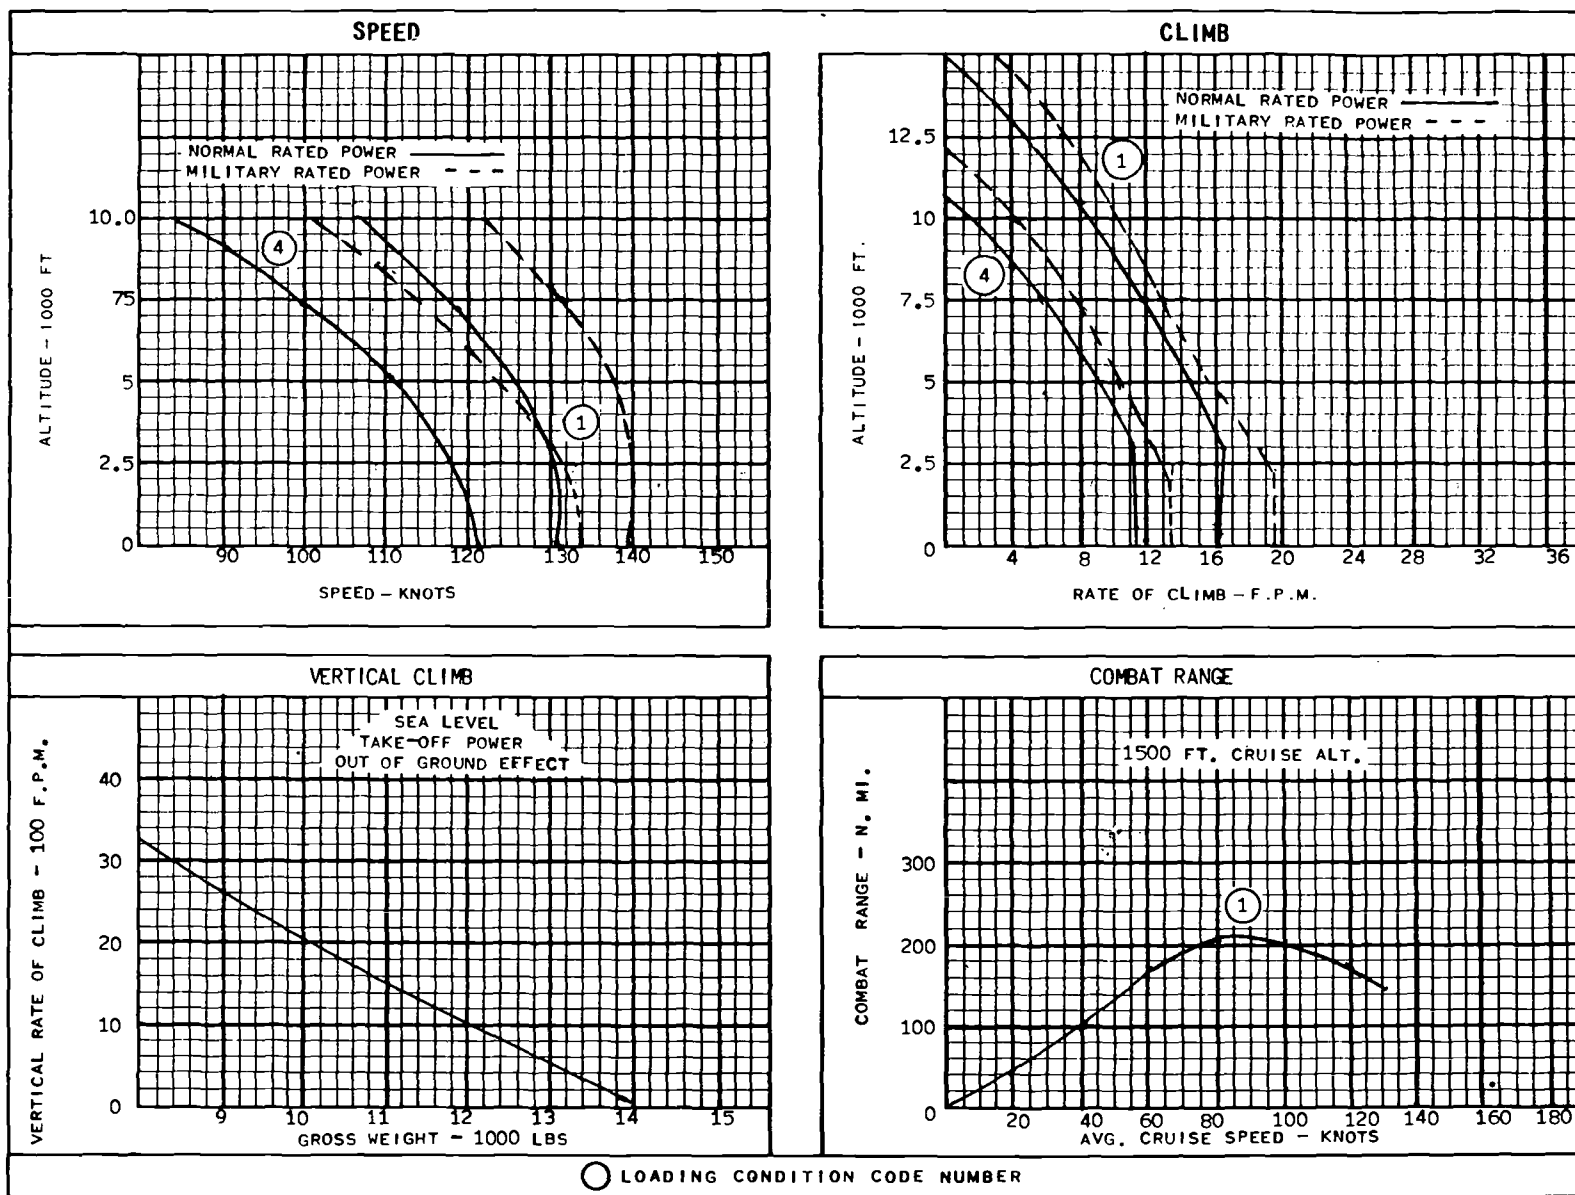 SPEED
NORMAL RATED POWER
MILITARY RATED POWER
4
1
10.0
75
5
2.5
0
90 100 110 120 130 140 150
ALTITUDE - 1000 FT
SPEED - KNOTS
CLIMB
NORMAL RATED POWER
MILITARY RATED POWER
1
4
12.5
10
7.5
5
2.5
0
4 8 12 16 20 24 28 32 36
ALTITUDE - 1000 FT.
RATE OF CLIMB - F.P.M.
VERTICAL CLIMB
SEA LEVEL
TAKE-OFF POWER
OUT OF GROUND EFFECT
40
30
20
10
0
9 10 11 12 13 14 15
VERTICAL RATE OF CLIMB - 100 F.P.M.
GROSS WEIGHT - 1000 LBS
COMBAT RANGE
1500 FT. CRUISE ALT.
1
300
200
100
0
20 40 60 80 100 120 140 160 180
COMBAT RANGE - N. MI.
AVG. CRUISE SPEED - KNOTS
LOADING CONDITION CODE NUMBER